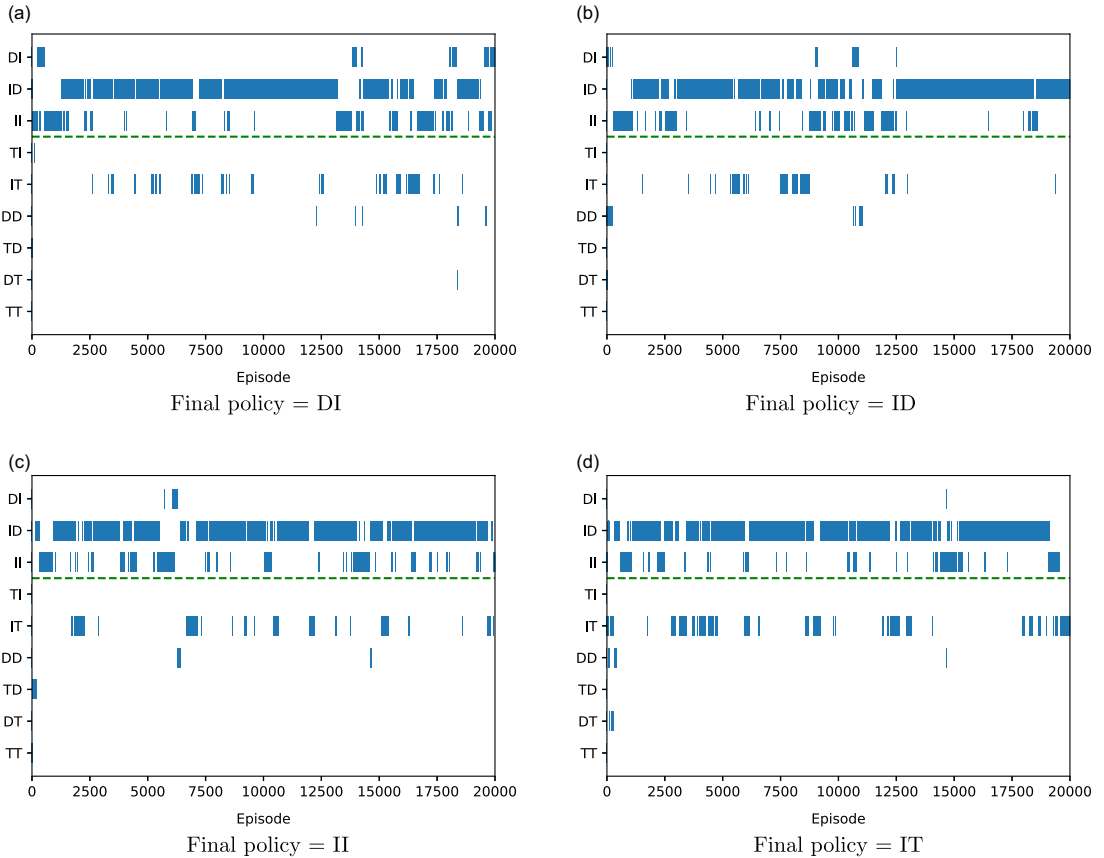 (a)
DI
ID
II
TI
IT
DD
TD
DT
TT
0 2500 5000 7500 10000 12500 15000 17500 20000
Episode
Final policy = DI
(b)
DI
ID
II
TI
IT
DD
TD
DT
TT
0 2500 5000 7500 10000 12500 15000 17500 20000
Episode
Final policy = ID
(c)
DI
ID
II
TI
IT
DD
TD
DT
TT
0 2500 5000 7500 10000 12500 15000 17500 20000
Episode
Final policy = II
(d)
DI
ID
II
TI
IT
DD
TD
DT
TT
0 2500 5000 7500 10000 12500 15000 17500 20000
Episode
Final policy = IT